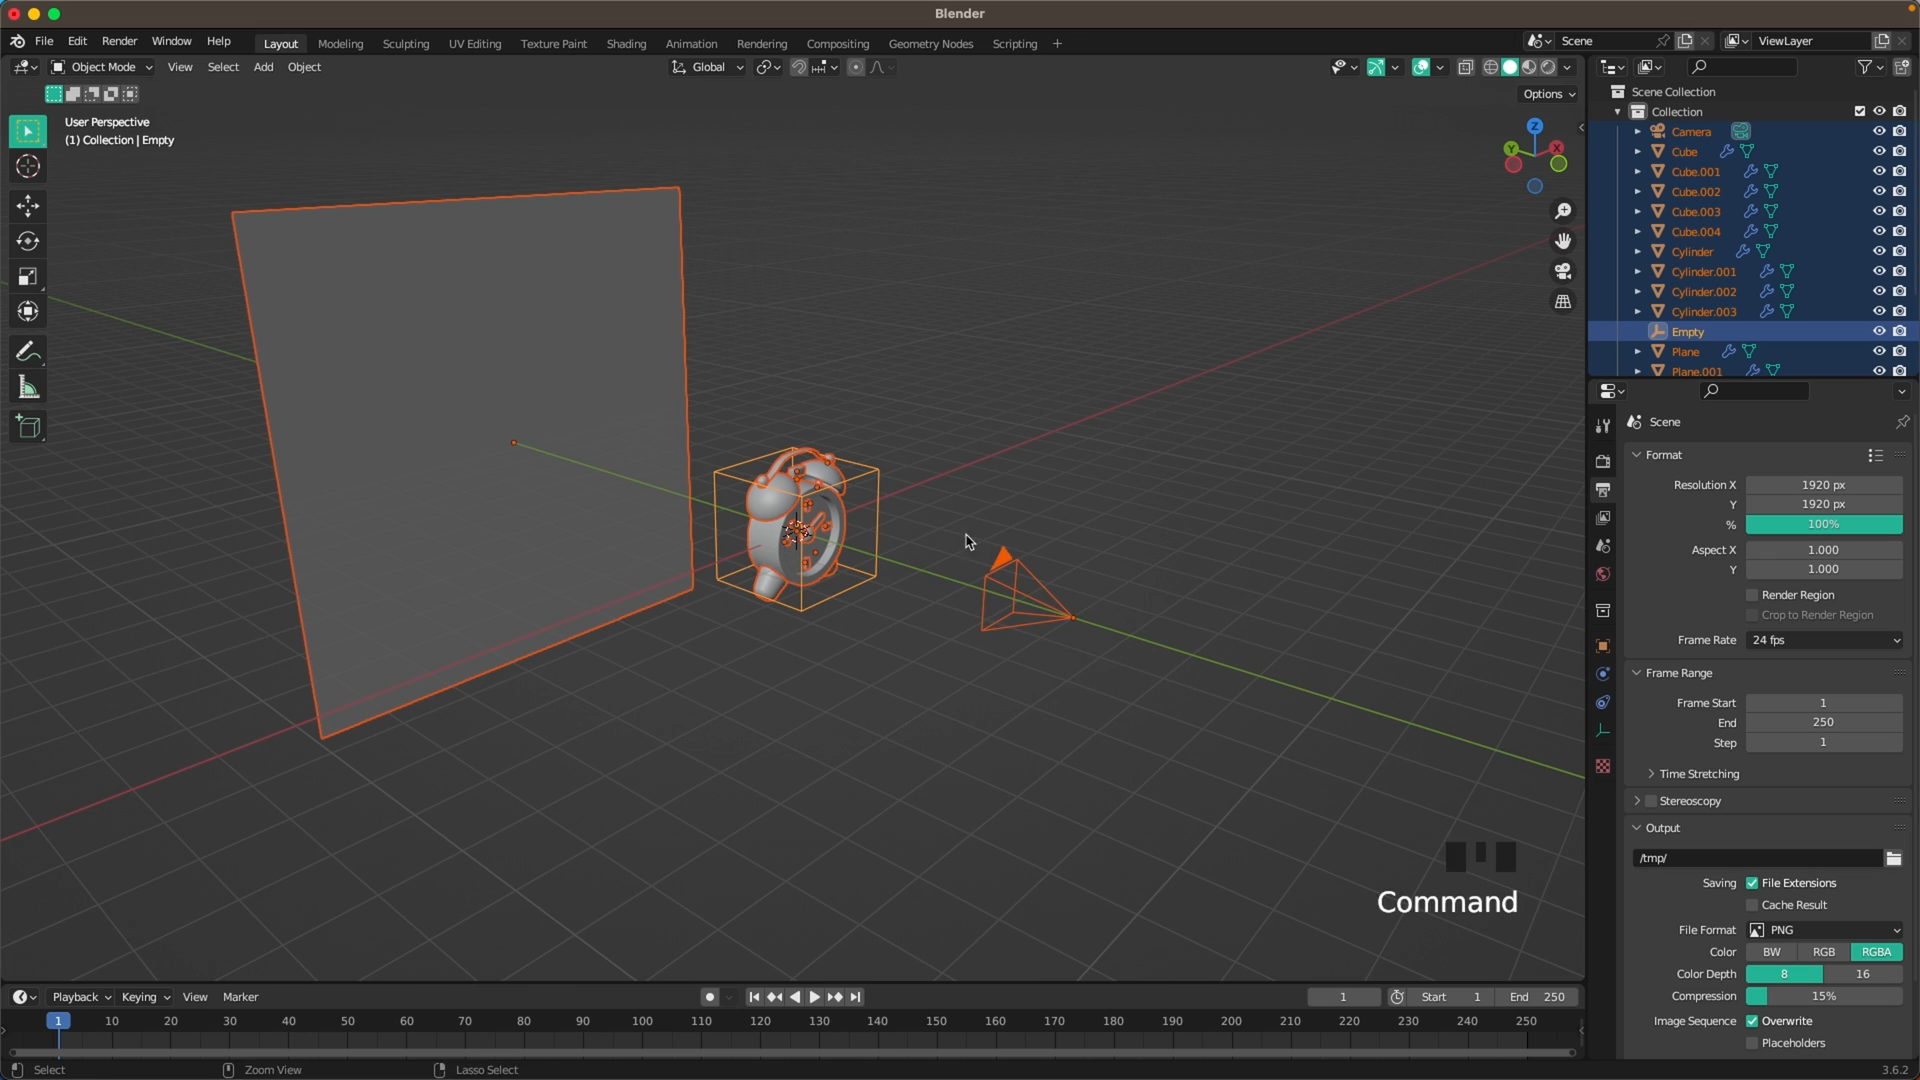 Blender
File Edit Render Window Help
Layout Modeling Sculpting UV Editing Texture Paint Shading Animation Rendering Compositing Geometry Nodes Scripting +
Scene ViewLayer
Object Mode View Select Add Object
Global
Options
User Perspective
(1) Collection | Empty
Z
Y
X
Scene Collection
Collection
Camera
Cube
Cube.001
Cube.002
Cube.003
Cube.004
Cylinder
Cylinder.001
Cylinder.002
Cylinder.003
Empty
Plane
Plane.001
Scene
Format
Resolution X 1920 px
Y 1920 px
% 100%
Aspect X 1.000
Y 1.000
Render Region
Crop to Render Region
Frame Rate 24 fps
Frame Range
Frame Start 1
End 250
Step 1
Time Stretching
Stereoscopy
Output
/tmp/
Saving File Extensions
Cache Result
File Format PNG
Color BW RGB RGBA
Color Depth 8 16
Compression 15%
Image Sequence Overwrite
Placeholders
Command
Playback Keying View Marker
1 Start 1 End 250
1 10 20 30 40 50 60 70 80 90 100 110 120 130 140 150 160 170 180 190 200 210 220 230 240 250
Select Zoom View Lasso Select
3.6.2